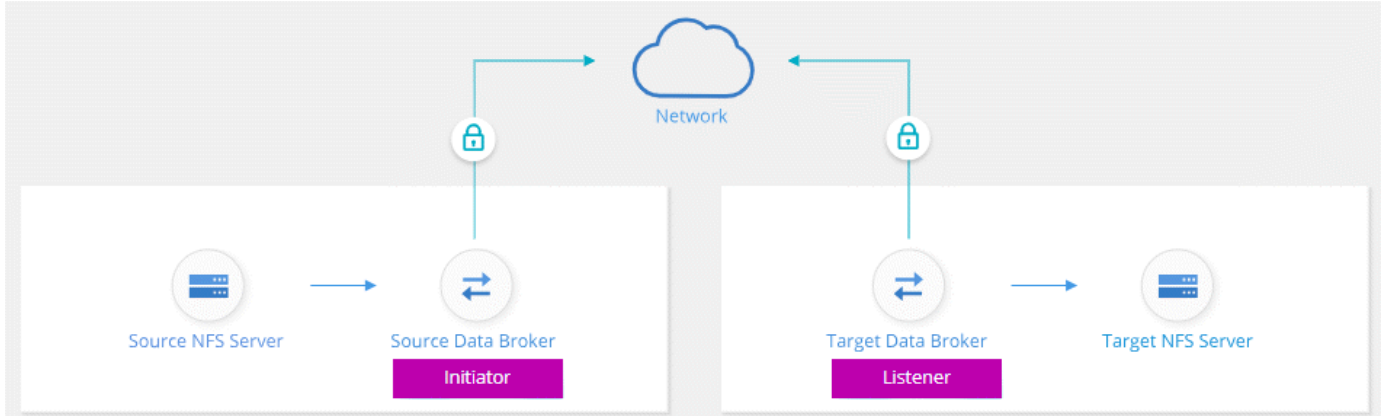 Network
Source NFS Server
Source Data Broker
Target Data Broker
Target NFS Server
Initiator
Listener